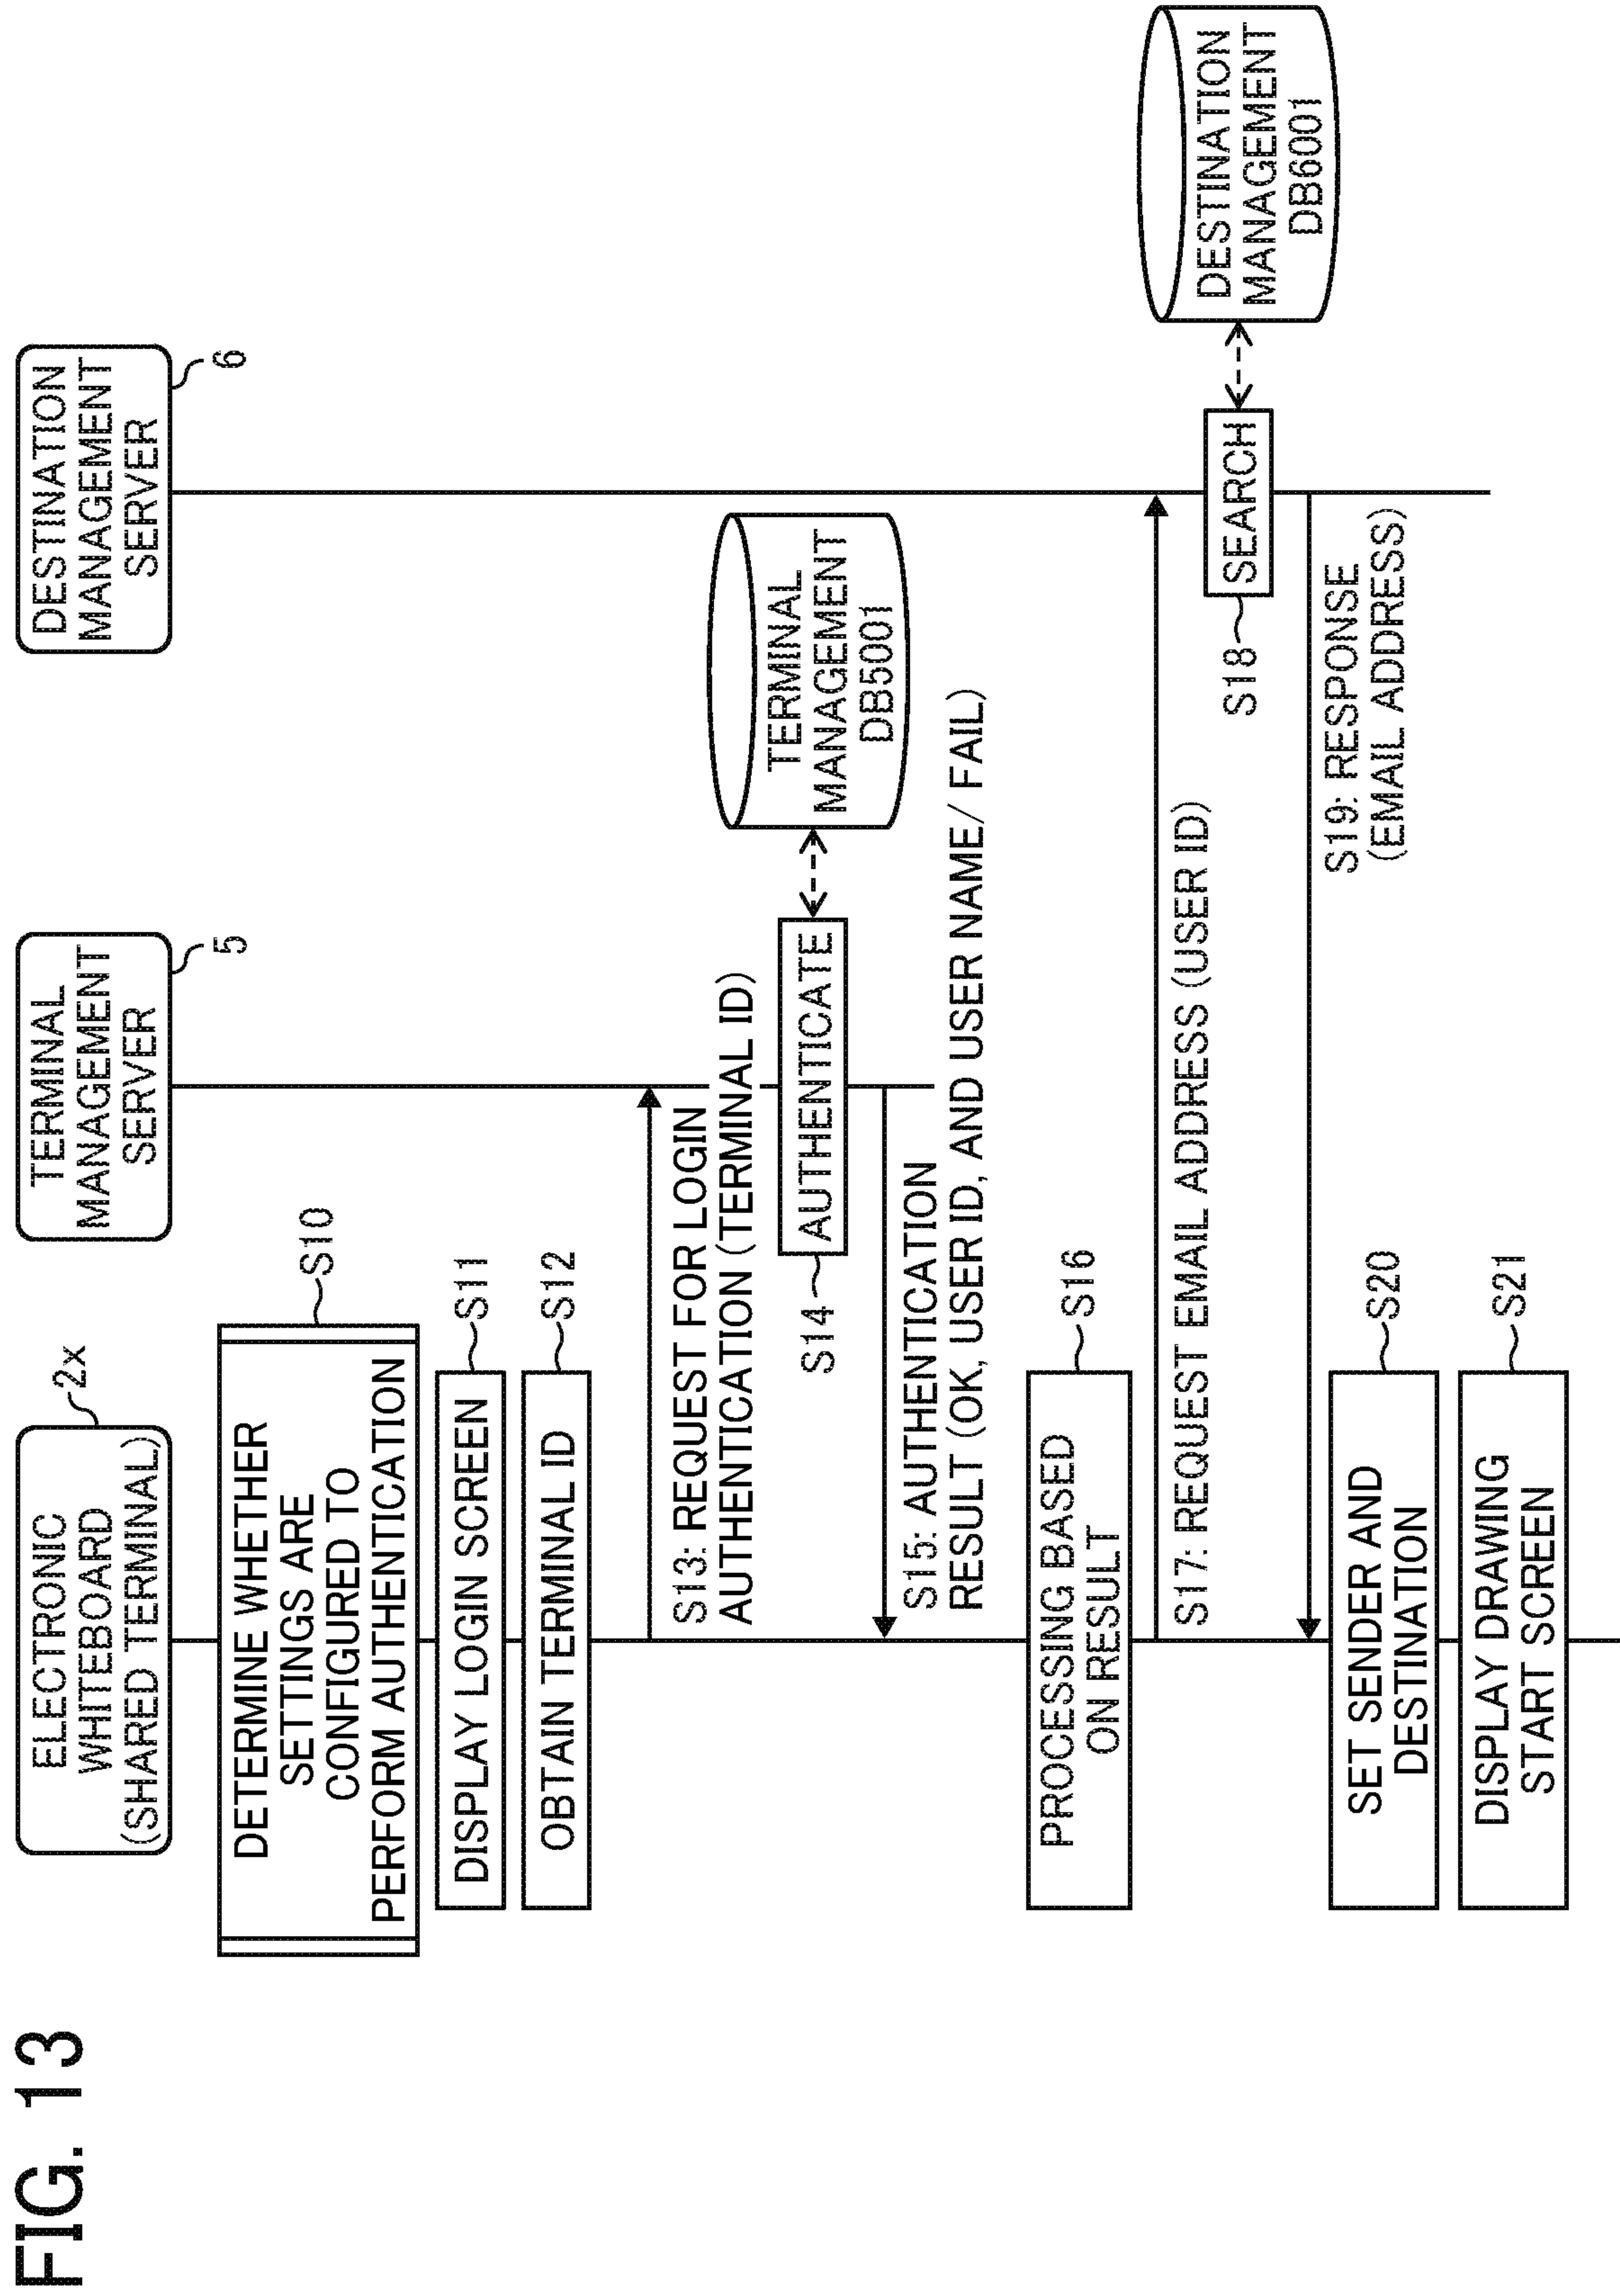 FIG. 13
ELECTRONIC
WHITEBOARD
(SHARED TERMINAL)
2x
TERMINAL
MANAGEMENT
SERVER
5
DESTINATION
MANAGEMENT
SERVER
6
DETERMINE WHETHER
SETTINGS ARE
CONFIGURED TO
PERFORM AUTHENTICATION
S10
DISPLAY LOGIN SCREEN
S11
OBTAIN TERMINAL ID
S12
S13: REQUEST FOR LOGIN
AUTHENTICATION (TERMINAL ID)
S14
AUTHENTICATE
TERMINAL
MANAGEMENT
DB5001
S15: AUTHENTICATION
RESULT (OK, USER ID, AND USER NAME/ FAIL)
PROCESSING BASED
ON RESULT
S16
S17: REQUEST EMAIL ADDRESS (USER ID)
S18
SEARCH
DESTINATION
MANAGEMENT
DB6001
S19: RESPONSE
(EMAIL ADDRESS)
SET SENDER AND
DESTINATION
S20
DISPLAY DRAWING
START SCREEN
S21